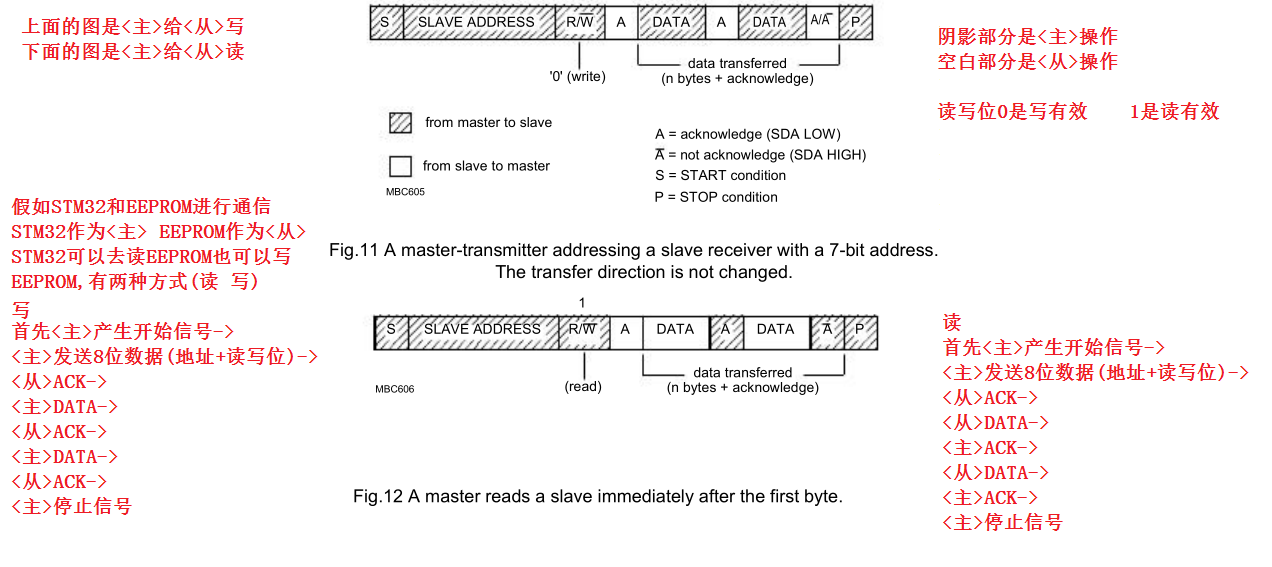 上面的图是<主>给<从>写
下面的图是<主>给<从>读
S SLAVE ADDRESS R/W̅ A DATA A DATA A/A̅ P
data transferred
'0' (write)
(n bytes + acknowledge)
阴影部分是<主>操作
空白部分是<从>操作
读写位0是写有效 1是读有效
from master to slave
from slave to master
MBC605
A = acknowledge (SDA LOW)
A̅ = not acknowledge (SDA HIGH)
S = START condition
P = STOP condition
假如STM32和EEPROM进行通信
STM32作为<主> EEPROM作为<从>
STM32可以去读EEPROM也可以写
EEPROM,有两种方式(读 写)
Fig.11 A master-transmitter addressing a slave receiver with a 7-bit address.
The transfer direction is not changed.
写
首先<主>产生开始信号->
<主>发送8位数据(地址+读写位)->
<从>ACK->
<主>DATA->
<从>ACK->
<主>DATA->
<从>ACK->
<主>停止信号
1
S SLAVE ADDRESS R/W̅ A DATA A DATA A̅ P
data transferred
(read)
(n bytes + acknowledge)
MBC606
Fig.12 A master reads a slave immediately after the first byte.
读
首先<主>产生开始信号->
<主>发送8位数据(地址+读写位)->
<从>ACK->
<从>DATA->
<主>ACK->
<从>DATA->
<主>ACK->
<主>停止信号